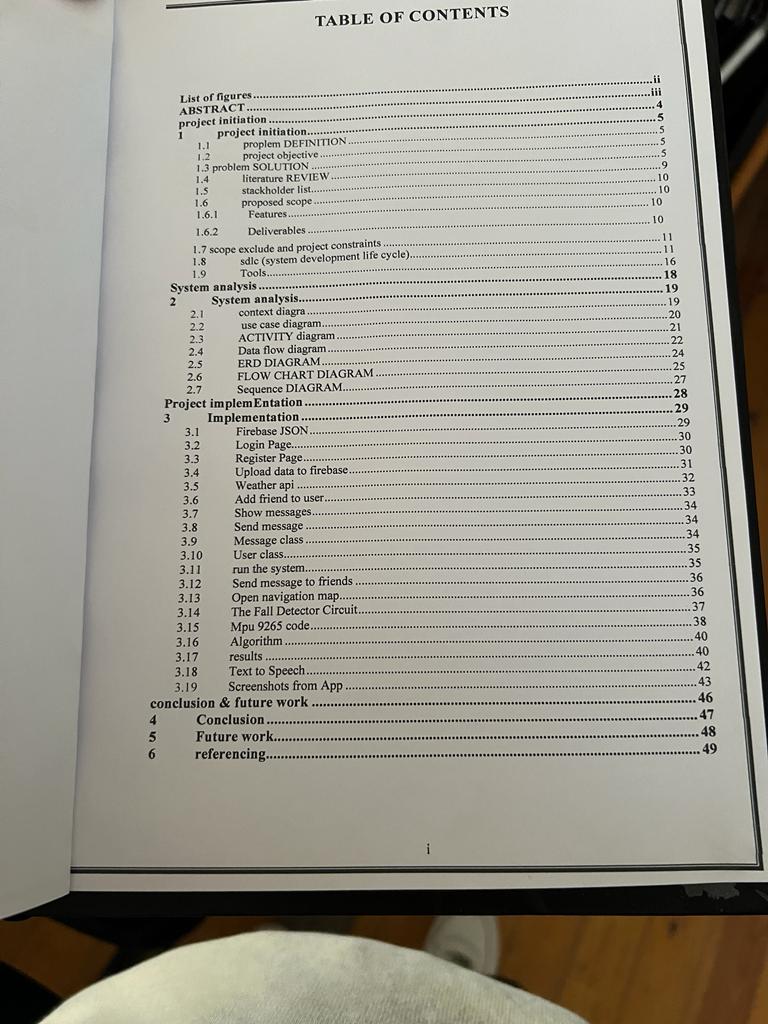 TABLE OF CONTENTS
List of figures ii
ABSTRACT iii
project initiation 4
1 project initiation 5
1.1 proplem DEFINITION 5
1.2 project objective 5
1.3 problem SOLUTION 5
1.4 literature REVIEW 9
1.5 stackholder list 10
1.6 proposed scope 10
1.6.1 Features 10
1.6.2 Deliverables 10
1.7 scope exclude and project constraints 11
1.8 sdlc (system development life cycle) 11
1.9 Tools 16
System analysis 18
2 System analysis 19
2.1 context diagra 19
2.2 use case diagram 20
2.3 ACTIVITY diagram 21
2.4 Data flow diagram 22
2.5 ERD DIAGRAM 24
2.6 FLOW CHART DIAGRAM 25
2.7 Sequence DIAGRAM 27
Project implemEntation 28
3 Implementation 29
3.1 Firebase JSON 29
3.2 Login Page 30
3.3 Register Page 30
3.4 Upload data to firebase 31
3.5 Weather api 32
3.6 Add friend to user 33
3.7 Show messages 34
3.8 Send message 34
3.9 Message class 34
3.10 User class 35
3.11 run the system 35
3.12 Send message to friends 36
3.13 Open navigation map 36
3.14 The Fall Detector Circuit 37
3.15 Mpu 9265 code 38
3.16 Algorithm 40
3.17 results 40
3.18 Text to Speech 42
3.19 Screenshots from App 43
conclusion & future work 46
4 Conclusion 47
5 Future work 48
6 referencing 49
i